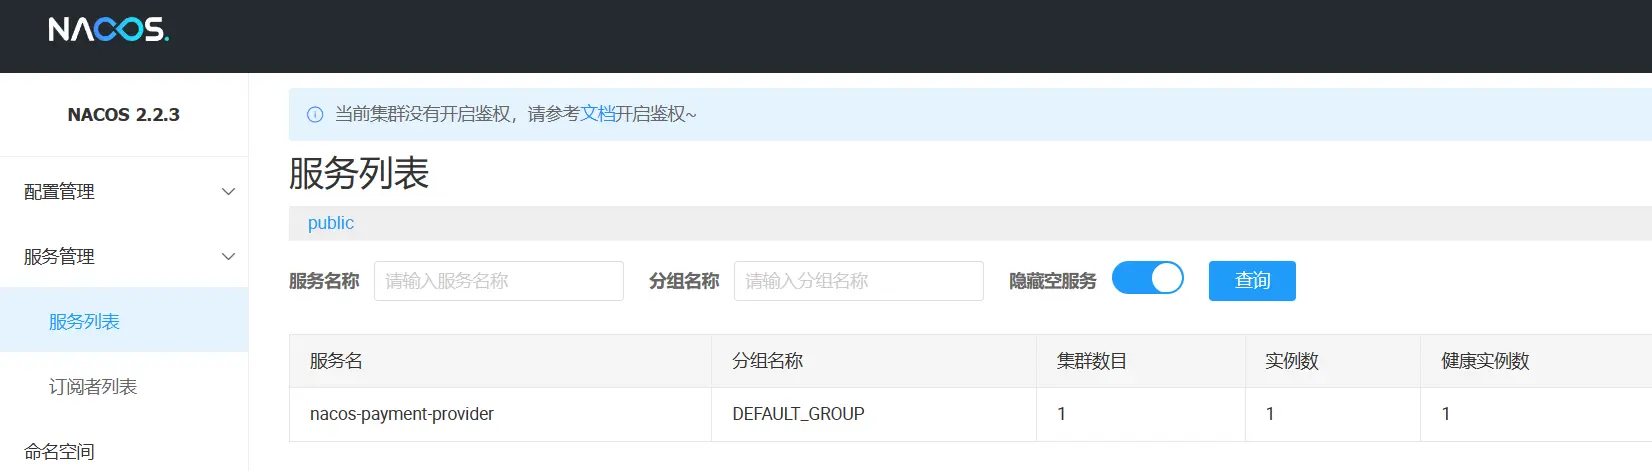 NACOS.
NACOS 2.2.3
配置管理
服务管理
服务列表
订阅者列表
命名空间
当前集群没有开启鉴权，请参考文档开启鉴权~
服务列表
public
服务名称 请输入服务名称 分组名称 请输入分组名称 隐藏空服务 查询
服务名 分组名称 集群数目 实例数 健康实例数
nacos-payment-provider DEFAULT_GROUP 1 1 1